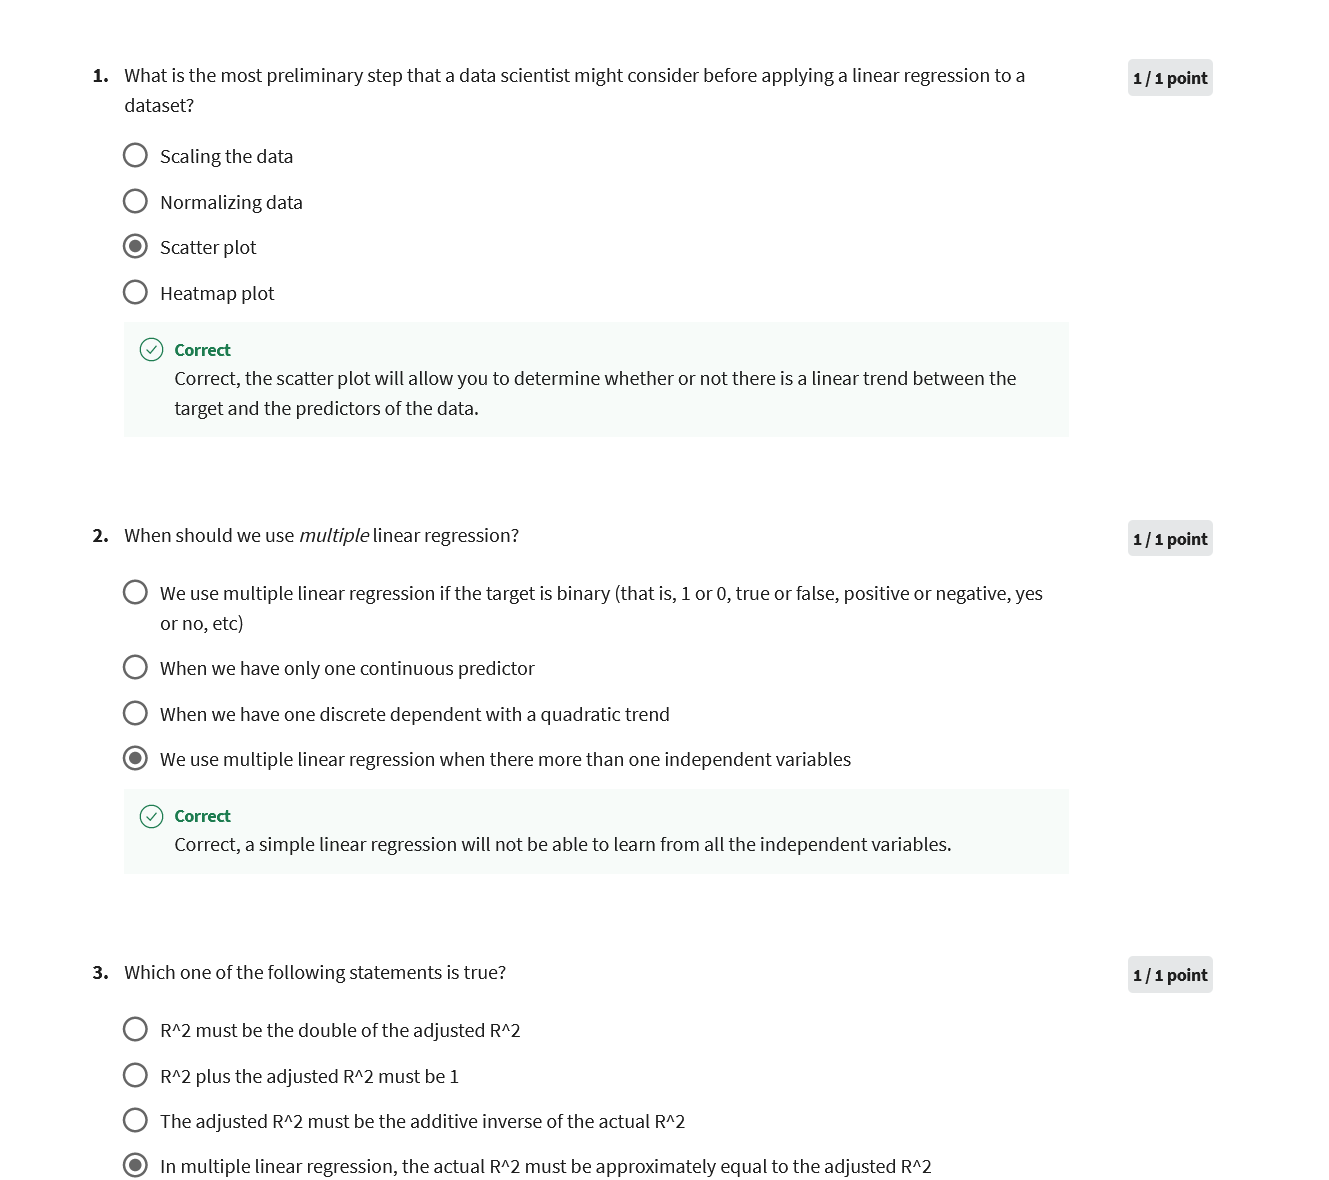 1. What is the most preliminary step that a data scientist might consider before applying a linear regression to a
1 / 1 point
dataset?
Scaling the data
Normalizing data
Scatter plot
Heatmap plot
Correct
Correct, the scatter plot will allow you to determine whether or not there is a linear trend between the
target and the predictors of the data.
2. When should we use multiple linear regression?
1 / 1 point
We use multiple linear regression if the target is binary (that is, 1 or 0, true or false, positive or negative, yes
or no, etc)
When we have only one continuous predictor
When we have one discrete dependent with a quadratic trend
We use multiple linear regression when there more than one independent variables
Correct
Correct, a simple linear regression will not be able to learn from all the independent variables.
3. Which one of the following statements is true?
1 / 1 point
R^2 must be the double of the adjusted R^2
R^2 plus the adjusted R^2 must be 1
The adjusted R^2 must be the additive inverse of the actual R^2
In multiple linear regression, the actual R^2 must be approximately equal to the adjusted R^2